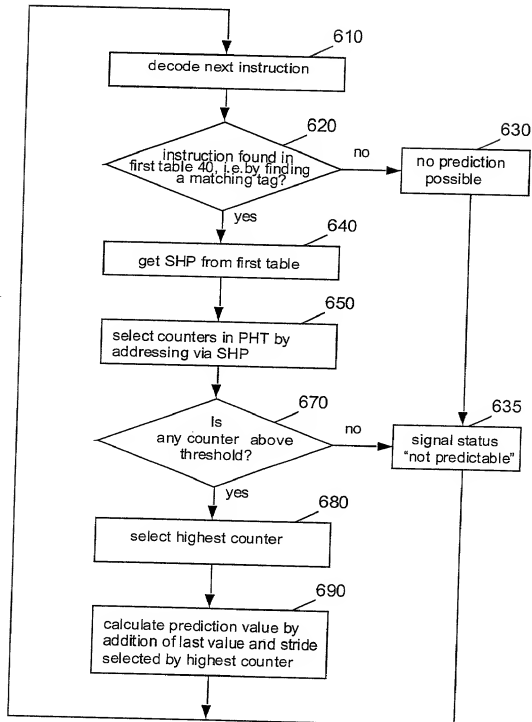 610
decode next instruction
620
instruction found in
first table 40, i.e. by finding
a matching tag?
no
630
no prediction
possible
yes
640
get SHP from first table
650
select counters in PHT by
addressing via SHP
670
Is
any counter above
threshold?
no
635
signal status
"not predictable"
yes
680
select highest counter
690
calculate prediction value by
addition of last value and stride
selected by highest counter